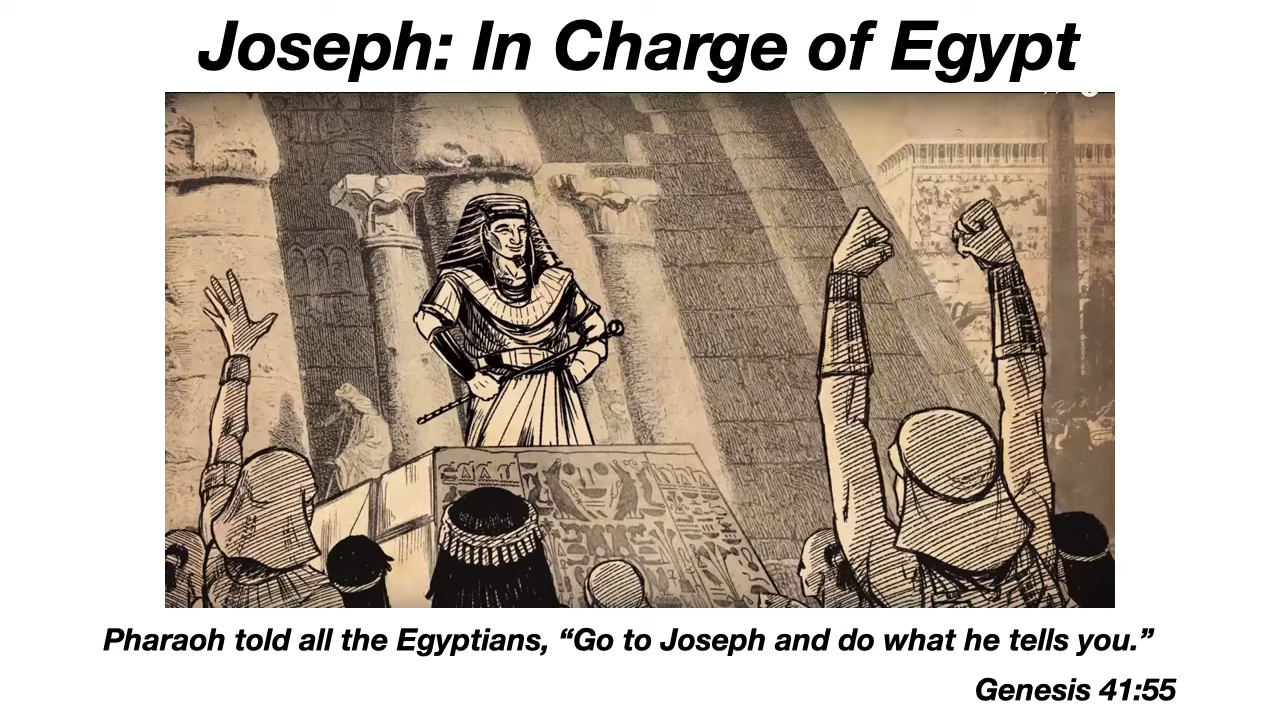 Joseph: In Charge of Egypt
Pharaoh told all the Egyptians, “Go to Joseph and do what he tells you.”
Genesis 41:55